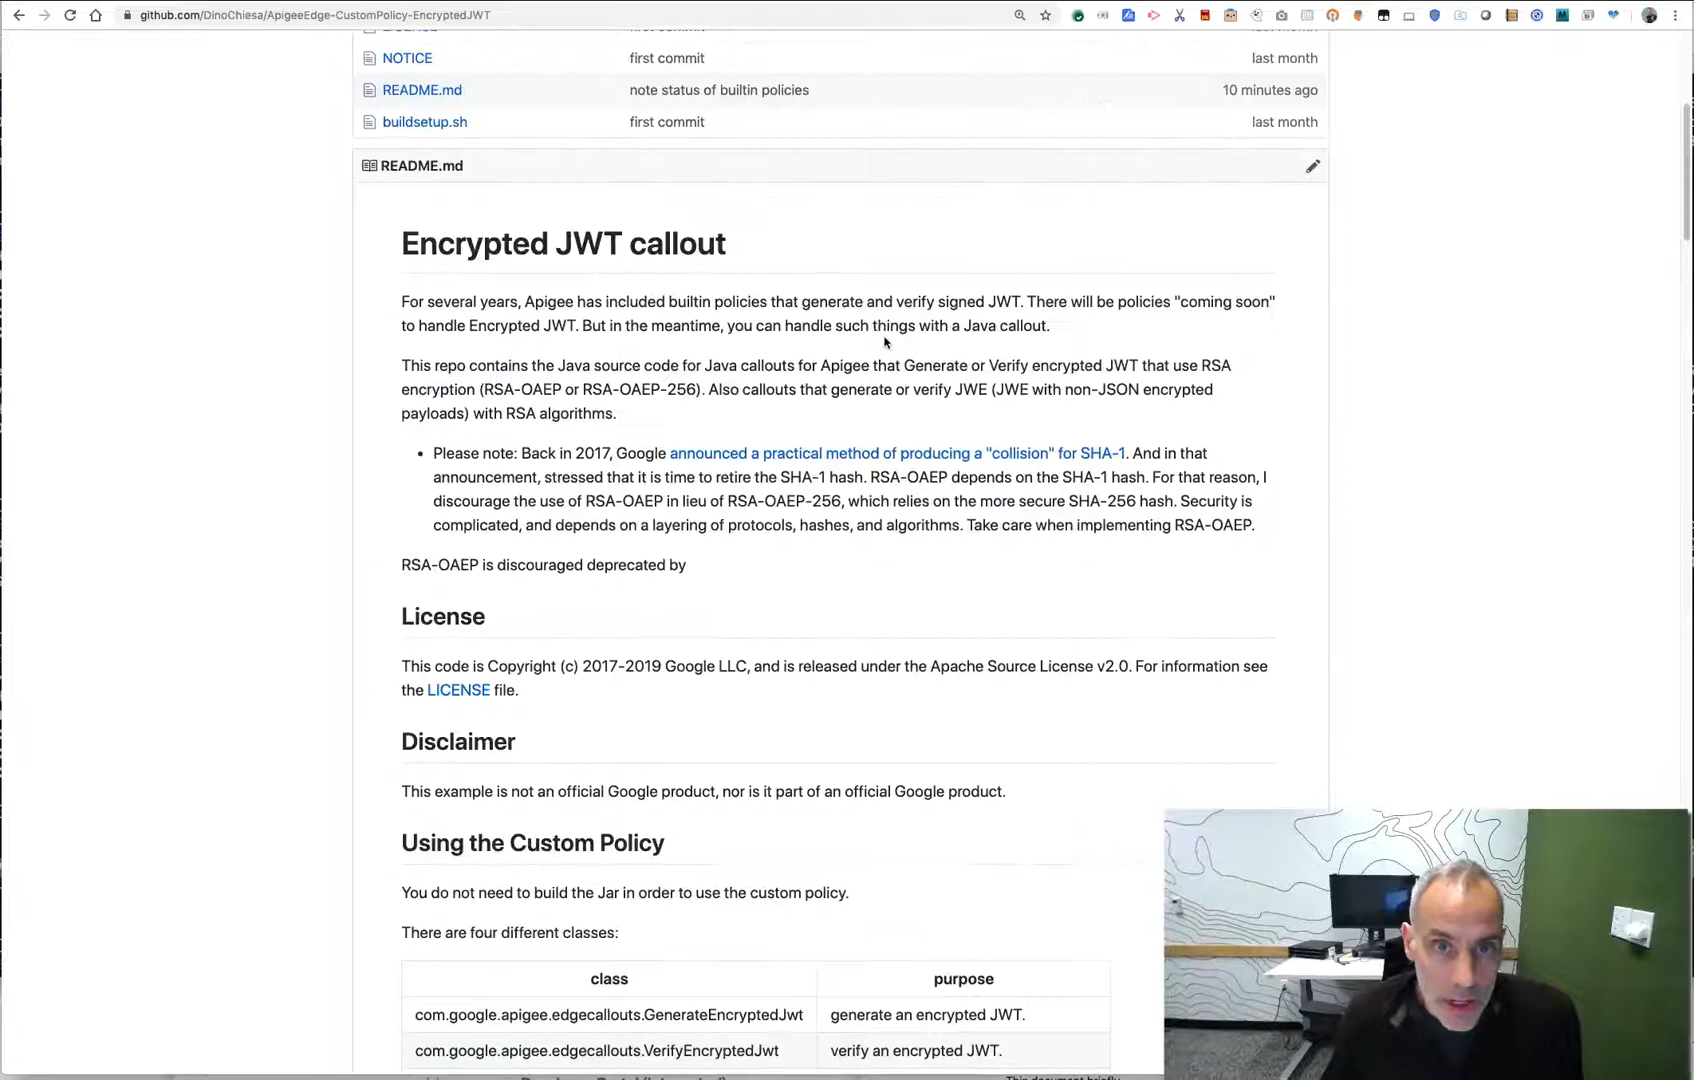 github.com/DinoChiesa/ApigeeEdge-CustomPolicy-EncryptedJWT
LICENSE first commit last month
NOTICE first commit last month
README.md note status of builtin policies 10 minutes ago
buildsetup.sh first commit last month
README.md
Encrypted JWT callout
For several years, Apigee has included builtin policies that generate and verify signed JWT. There will be policies "coming soon"
to handle Encrypted JWT. But in the meantime, you can handle such things with a Java callout.
This repo contains the Java source code for Java callouts for Apigee that Generate or Verify encrypted JWT that use RSA
encryption (RSA-OAEP or RSA-OAEP-256). Also callouts that generate or verify JWE (JWE with non-JSON encrypted
payloads) with RSA algorithms.
• Please note: Back in 2017, Google announced a practical method of producing a "collision" for SHA-1. And in that
announcement, stressed that it is time to retire the SHA-1 hash. RSA-OAEP depends on the SHA-1 hash. For that reason, I
discourage the use of RSA-OAEP in lieu of RSA-OAEP-256, which relies on the more secure SHA-256 hash. Security is
complicated, and depends on a layering of protocols, hashes, and algorithms. Take care when implementing RSA-OAEP.
RSA-OAEP is discouraged deprecated by
License
This code is Copyright (c) 2017-2019 Google LLC, and is released under the Apache Source License v2.0. For information see
the LICENSE file.
Disclaimer
This example is not an official Google product, nor is it part of an official Google product.
Using the Custom Policy
You do not need to build the Jar in order to use the custom policy.
There are four different classes:
class purpose
com.google.apigee.edgecallouts.GenerateEncryptedJwt generate an encrypted JWT.
com.google.apigee.edgecallouts.VerifyEncryptedJwt verify an encrypted JWT.